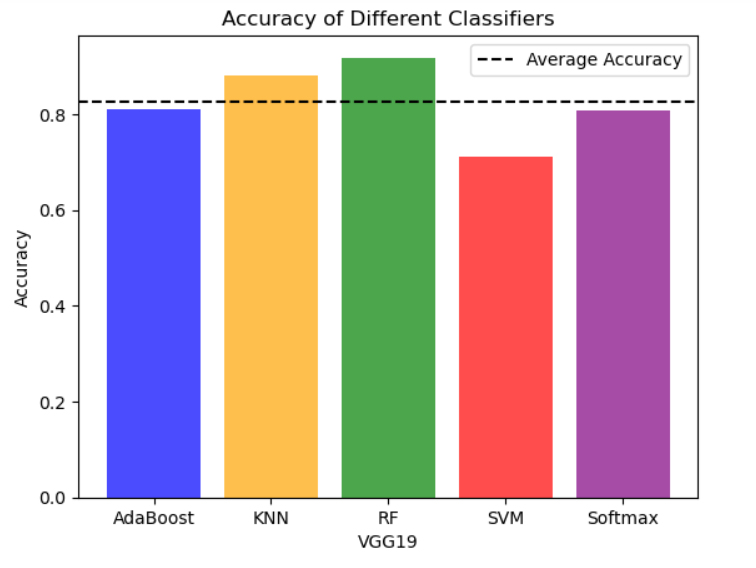 Accuracy of Different Classifiers
Average Accuracy
Accuracy
0.8
0.6
0.4
0.2
0.0
AdaBoost KNN RF SVM Softmax
VGG19